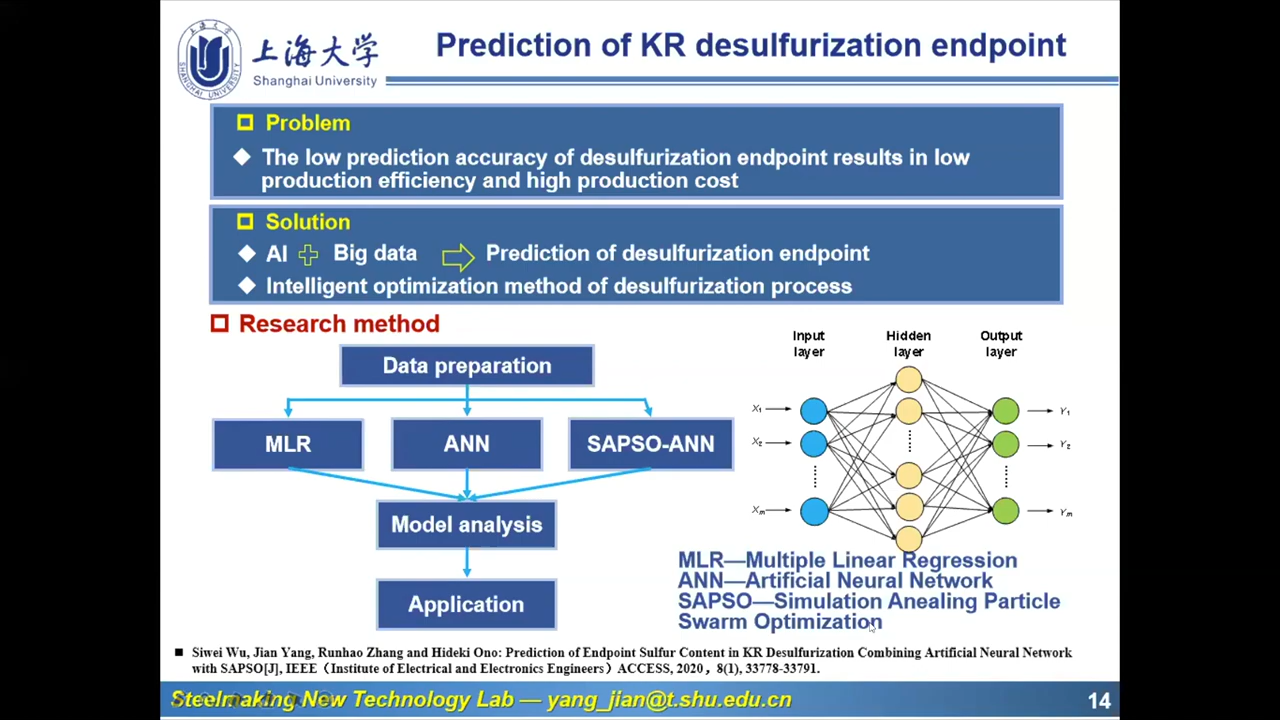 上海大学
Shanghai University
Prediction of KR desulfurization endpoint
Problem
The low prediction accuracy of desulfurization endpoint results in low
production efficiency and high production cost
Solution
AI Big data Prediction of desulfurization endpoint
Intelligent optimization method of desulfurization process
Research method
Data preparation
MLR ANN SAPSO-ANN
Model analysis
Application
Input layer
Hidden layer
Output layer
X1 Y1
X2 Y2
Xm Ym
MLR—Multiple Linear Regression
ANN—Artificial Neural Network
SAPSO—Simulation Anealing Particle
Swarm Optimization
Siwei Wu, Jian Yang, Runhao Zhang and Hideki Ono: Prediction of Endpoint Sulfur Content in KR Desulfurization Combining Artificial Neural Network
with SAPSO[J], IEEE（Institute of Electrical and Electronics Engineers）ACCESS, 2020，8(1), 33778-33791.
Steelmaking New Technology Lab — yang_jian@t.shu.edu.cn 14